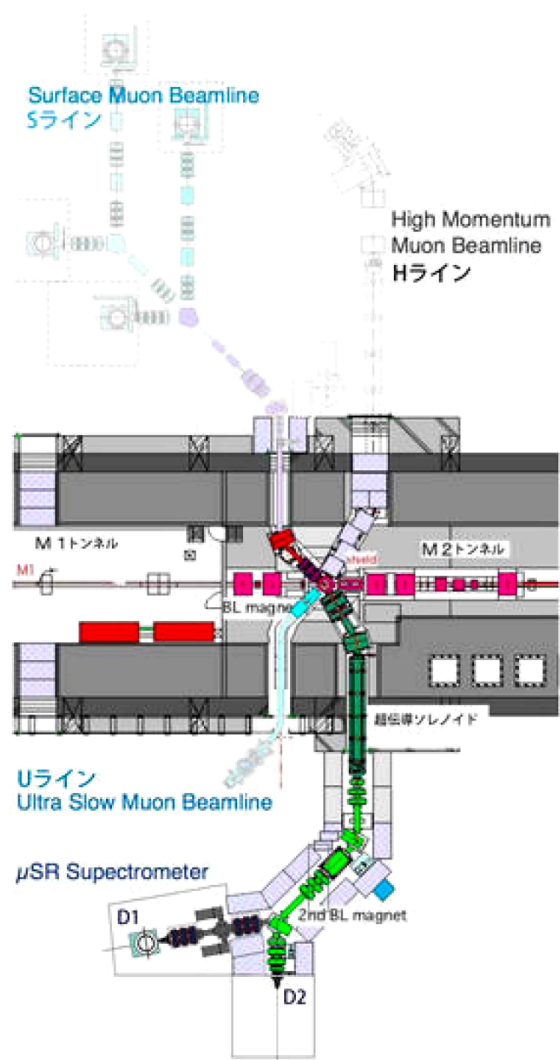 Surface Muon Beamline
Sライン
High Momentum
Muon Beamline
Hライン
M 1トンネル
M 2トンネル
shield
M1
BL magne
超伝導ソレノイド
Uライン
Ultra Slow Muon Beamline
μSR Supectrometer
D1
2nd BL magnet
D2